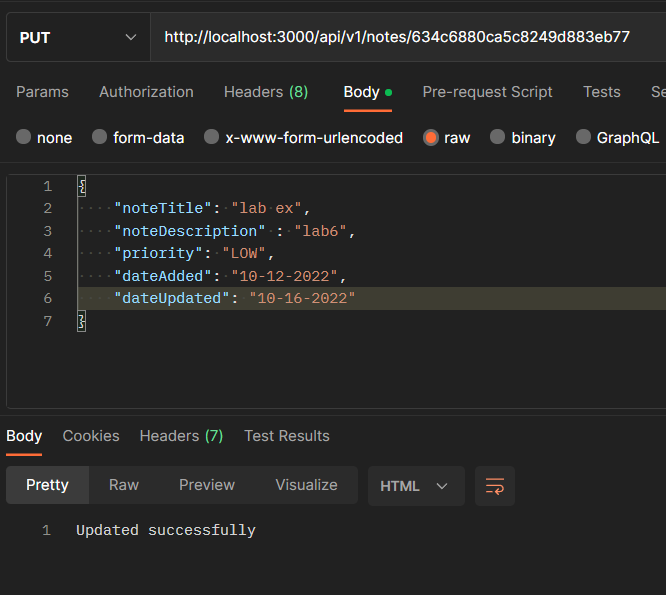 PUT http://localhost:3000/api/v1/notes/634c6880ca5c8249d883eb77
Params Authorization Headers (8) Body Pre-request Script Tests Se
none form-data x-www-form-urlencoded raw binary GraphQL
1 {
2 "noteTitle": "lab ex",
3 "noteDescription" : "lab6",
4 "priority": "LOW",
5 "dateAdded": "10-12-2022",
6 "dateUpdated": "10-16-2022"
7 }
Body Cookies Headers (7) Test Results
Pretty Raw Preview Visualize HTML
1 Updated successfully